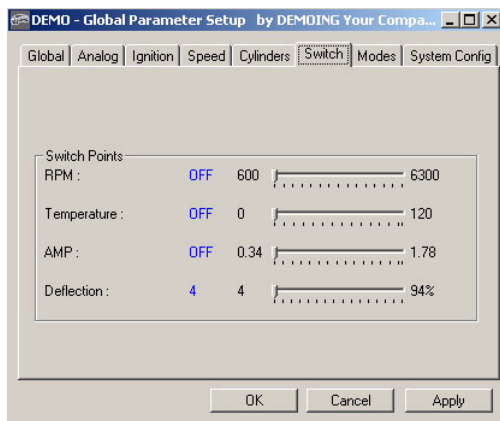 DEMO - Global Parameter Setup by DEMOING Your Compa...
Global Analog Ignition Speed Cylinders Switch Modes System Config
Switch Points
RPM : OFF 600 6300
Temperature : OFF 0 120
AMP : OFF 0.34 1.78
Deflection : 4 4 94%
OK Cancel Apply